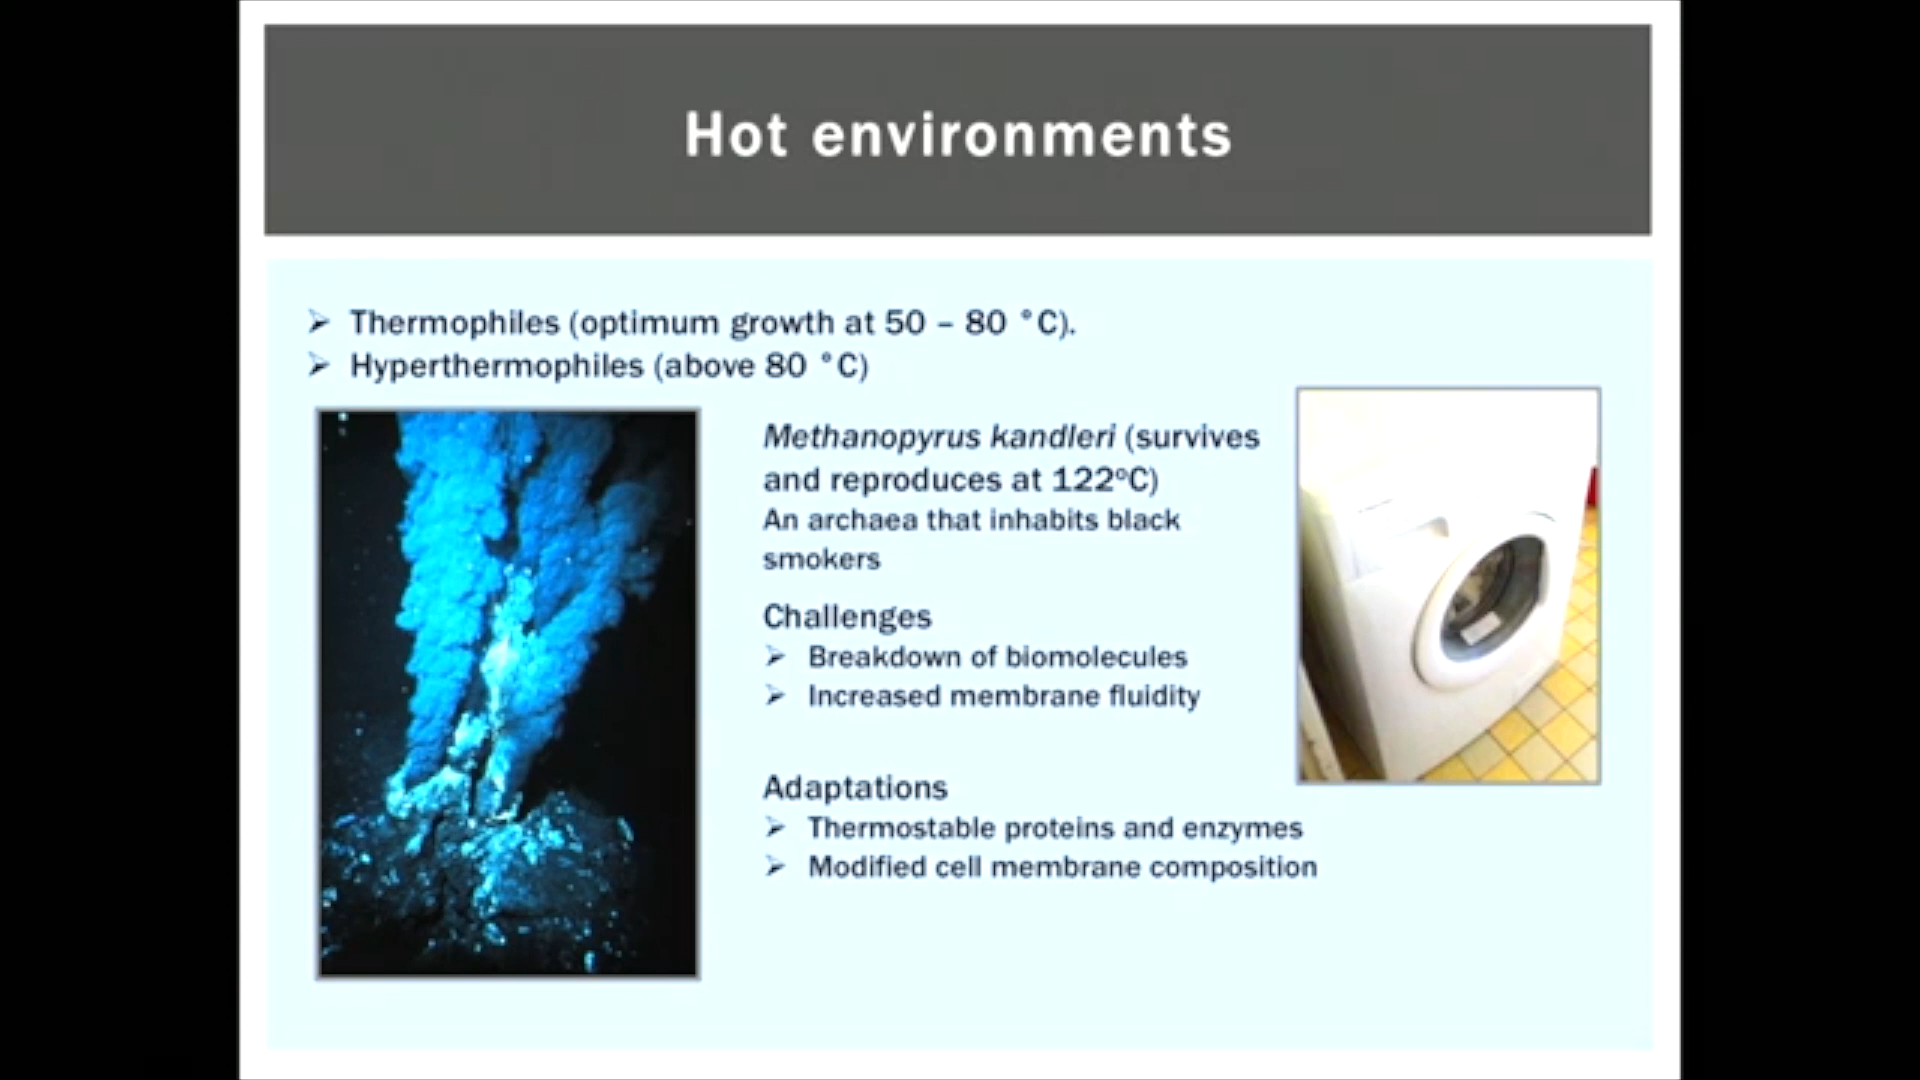 Hot environments
➢ Thermophiles (optimum growth at 50 – 80 °C).
➢ Hyperthermophiles (above 80 °C)
Methanopyrus kandleri (survives
and reproduces at 122ºC)
An archaea that inhabits black
smokers
Challenges
➢ Breakdown of biomolecules
➢ Increased membrane fluidity
Adaptations
➢ Thermostable proteins and enzymes
➢ Modified cell membrane composition